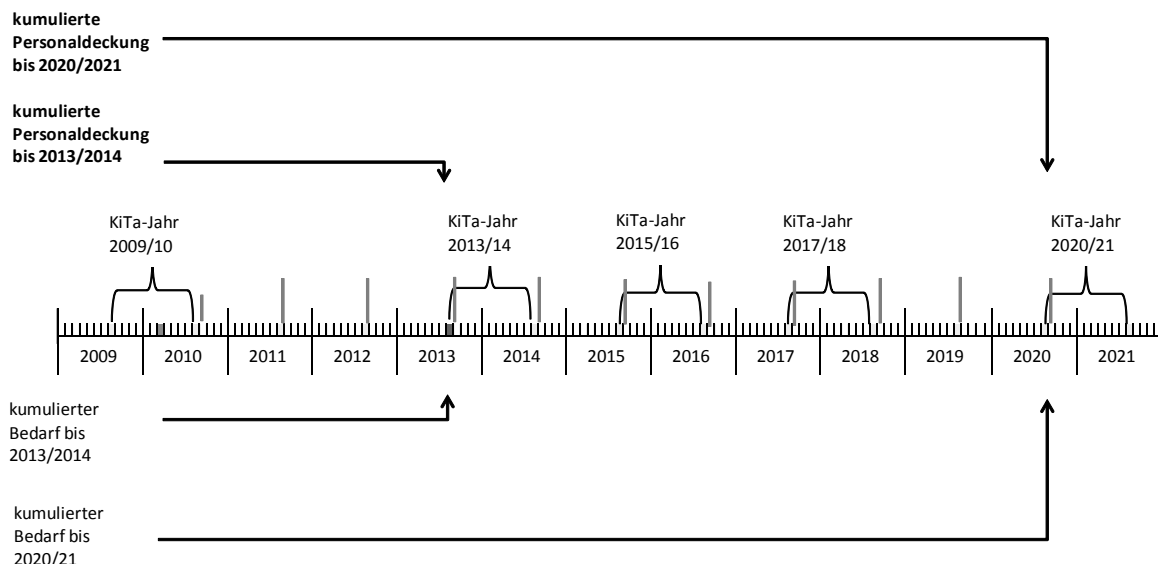 kumulierte
Personaldeckung
bis 2020/2021
kumulierte
Personaldeckung
bis 2013/2014
KiTa-Jahr
2009/10
KiTa-Jahr
2013/14
KiTa-Jahr
2015/16
KiTa-Jahr
2017/18
KiTa-Jahr
2020/21
2009 2010 2011 2012 2013 2014 2015 2016 2017 2018 2019 2020 2021
kumulierter
Bedarf bis
2013/2014
kumulierter
Bedarf bis
2020/21